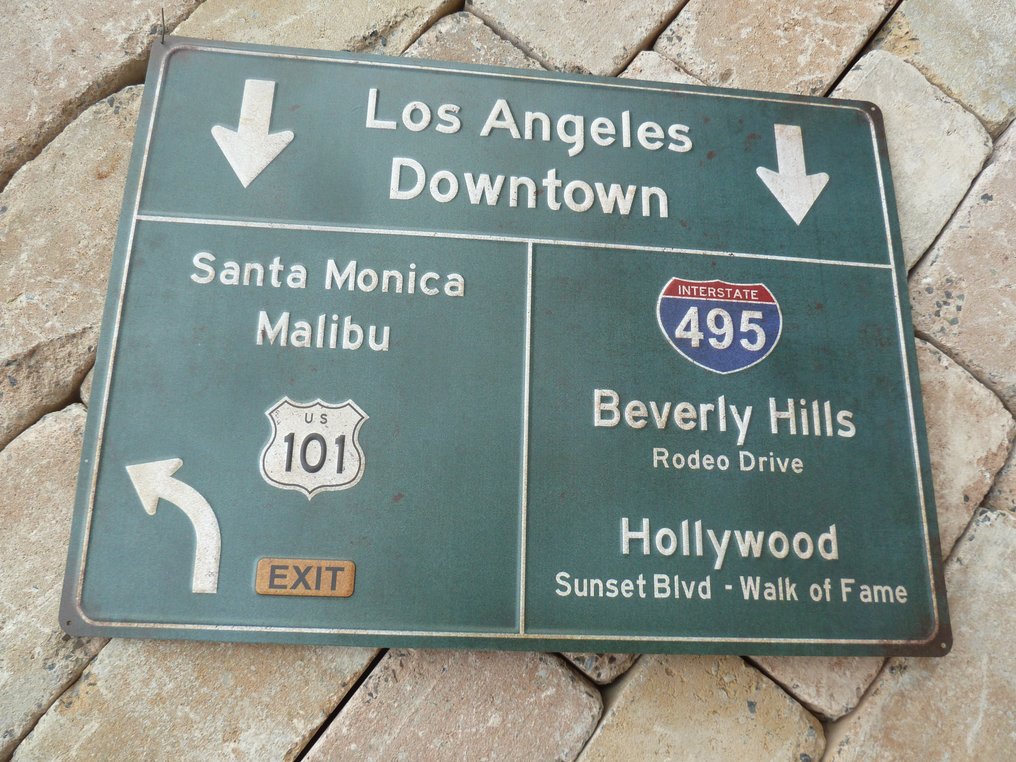 Los Angeles
Downtown
Santa Monica
Malibu
US
101
EXIT
INTERSTATE
495
Beverly Hills
Rodeo Drive
Hollywood
Sunset Blvd - Walk of Fame